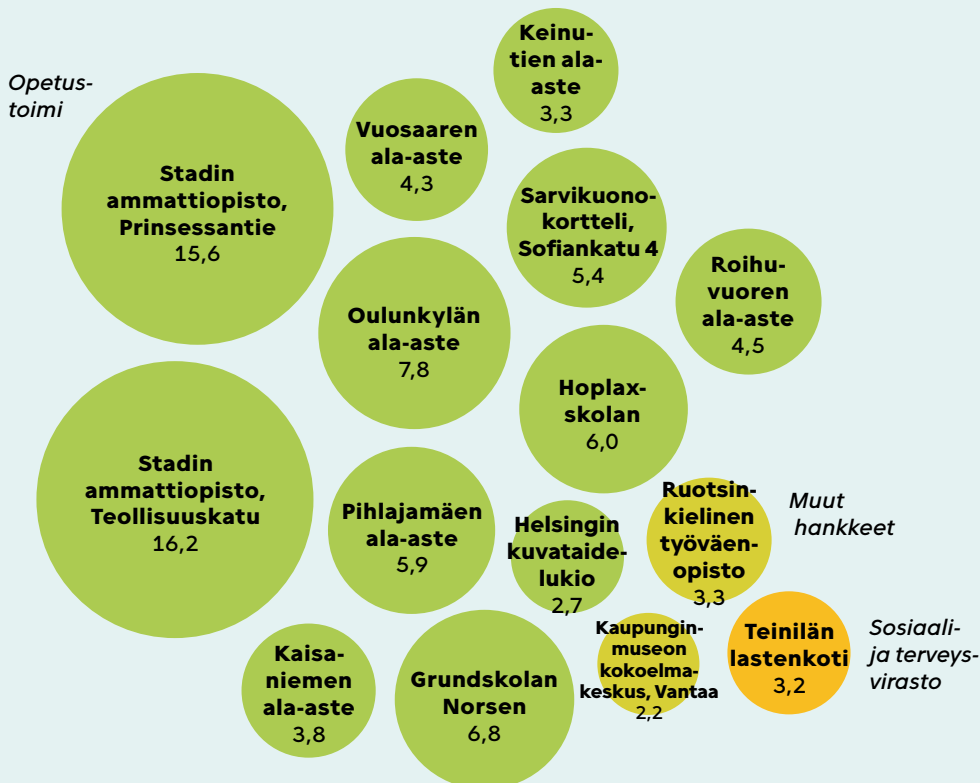 Opetus-
toimi
Stadin
ammattiopisto,
Prinsessantie
15,6
Vuosaaren
ala-aste
4,3
Keinu-
tien ala-
aste
3,3
Sarvikuono-
kortteli,
Sofiankatu 4
5,4
Roihu-
vuoren
ala-aste
4,5
Oulunkylän
ala-aste
7,8
Hoplax-
skolan
6,0
Stadin
ammattiopisto,
Teollisuuskatu
16,2
Pihlajamäen
ala-aste
5,9
Helsingin
kuvataide-
lukio
2,7
Ruotsin-
kielinen
työväen-
opisto
3,3
Muut
hankkeet
Kaisa-
niemen
ala-aste
3,8
Grundskolan
Norsen
6,8
Kaupungin-
museon
kokoelma-
keskus, Vantaa
2,2
Teinilän
lastenkoti
3,2
Sosiaali-
ja terveys-
virasto